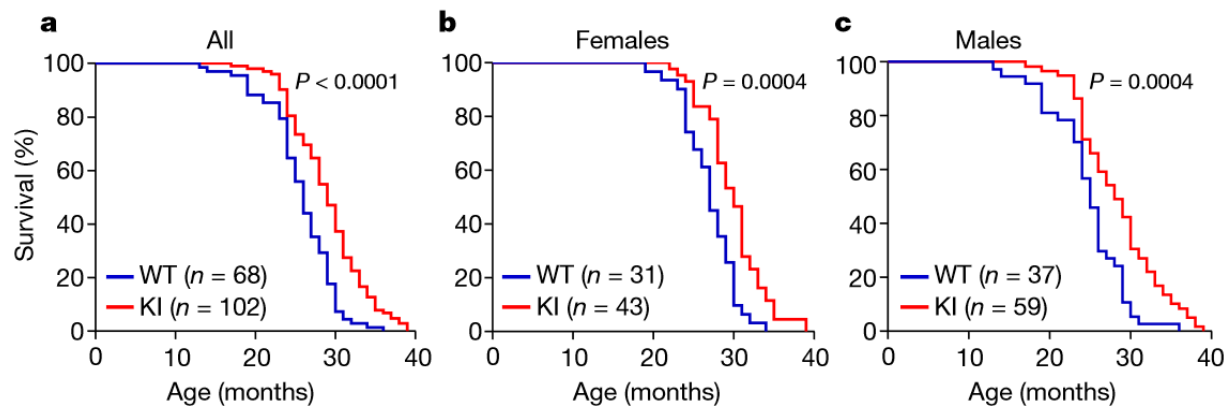 a
All
Survival (%)
100
80
60
40
20
0
P < 0.0001
WT (n = 68)
KI (n = 102)
0 10 20 30 40
Age (months)
b
Females
100
80
60
40
20
0
P = 0.0004
WT (n = 31)
KI (n = 43)
0 10 20 30 40
Age (months)
c
Males
100
80
60
40
20
0
P = 0.0004
WT (n = 37)
KI (n = 59)
0 10 20 30 40
Age (months)